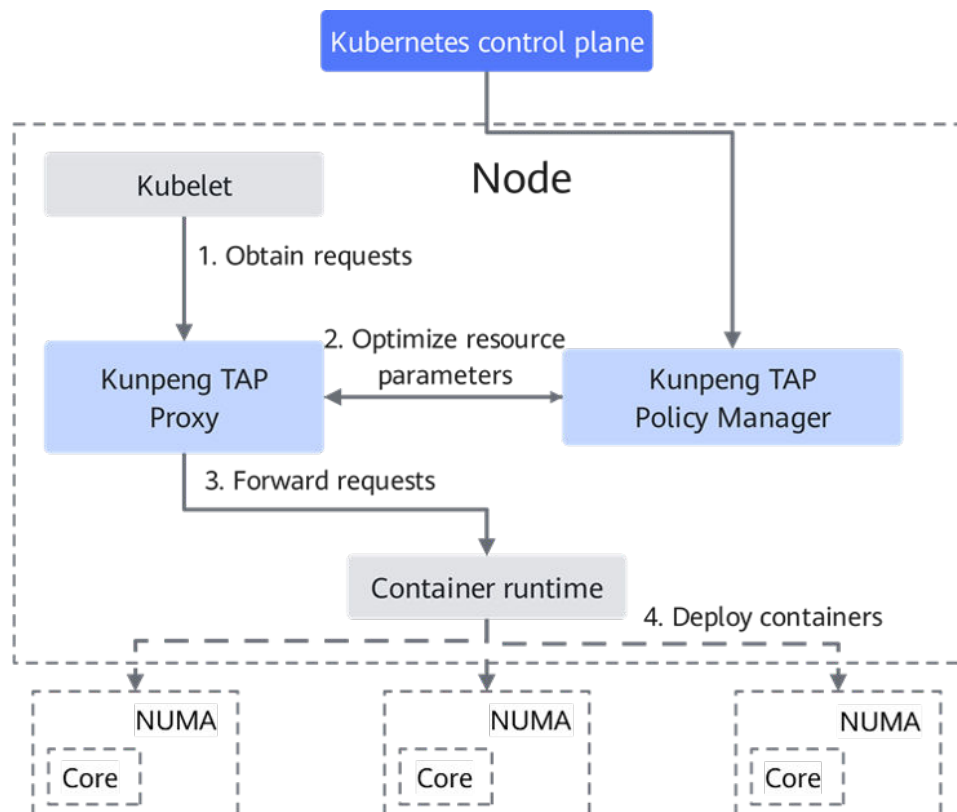 Kubernetes control plane
Node
Kubelet
1. Obtain requests
2. Optimize resource
parameters
Kunpeng TAP
Proxy
Kunpeng TAP
Policy Manager
3. Forward requests
Container runtime
4. Deploy containers
NUMA
NUMA
NUMA
Core
Core
Core